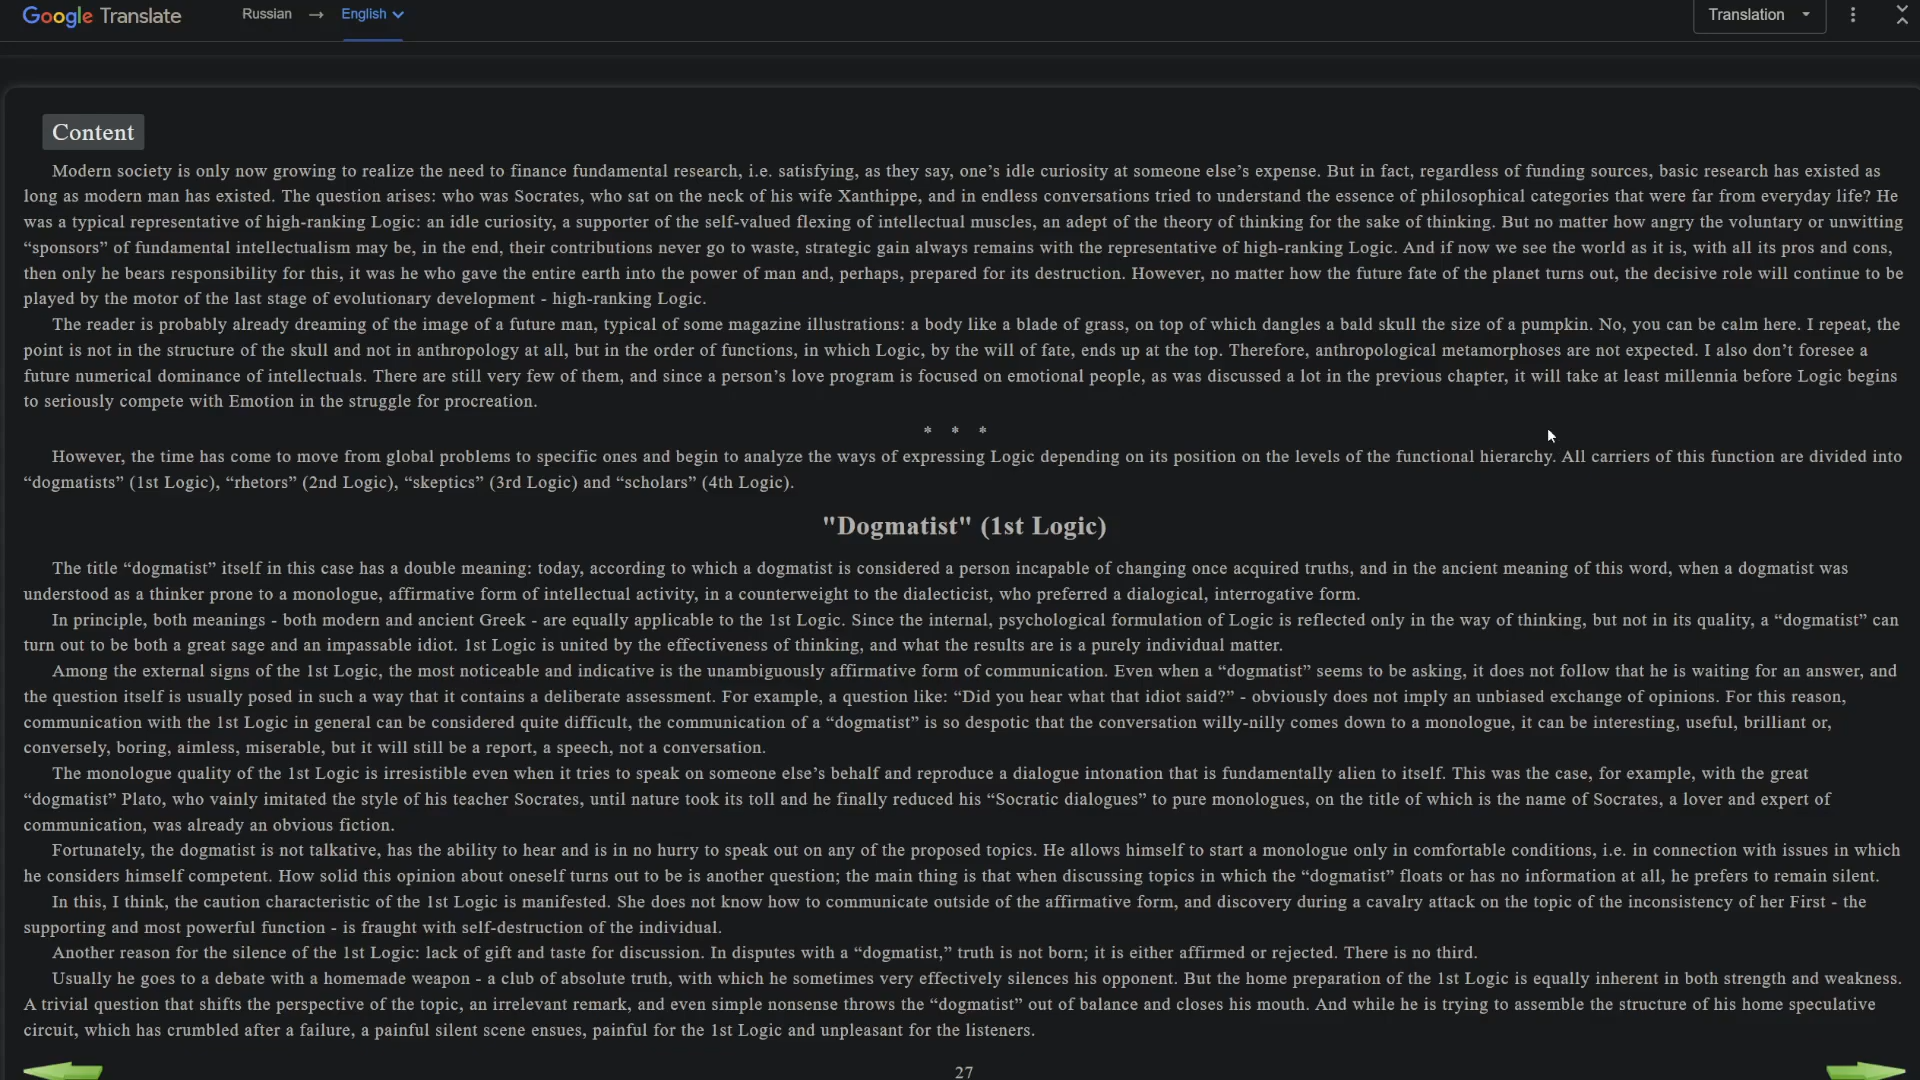 Google Translate Russian → English Translation
Content
Modern society is only now growing to realize the need to finance fundamental research, i.e. satisfying, as they say, one’s idle curiosity at someone else’s expense. But in fact, regardless of funding sources, basic research has existed as
long as modern man has existed. The question arises: who was Socrates, who sat on the neck of his wife Xanthippe, and in endless conversations tried to understand the essence of philosophical categories that were far from everyday life? He
was a typical representative of high-ranking Logic: an idle curiosity, a supporter of the self-valued flexing of intellectual muscles, an adept of the theory of thinking for the sake of thinking. But no matter how angry the voluntary or unwitting
“sponsors” of fundamental intellectualism may be, in the end, their contributions never go to waste, strategic gain always remains with the representative of high-ranking Logic. And if now we see the world as it is, with all its pros and cons,
then only he bears responsibility for this, it was he who gave the entire earth into the power of man and, perhaps, prepared for its destruction. However, no matter how the future fate of the planet turns out, the decisive role will continue to be
played by the motor of the last stage of evolutionary development - high-ranking Logic.
The reader is probably already dreaming of the image of a future man, typical of some magazine illustrations: a body like a blade of grass, on top of which dangles a bald skull the size of a pumpkin. No, you can be calm here. I repeat, the
point is not in the structure of the skull and not in anthropology at all, but in the order of functions, in which Logic, by the will of fate, ends up at the top. Therefore, anthropological metamorphoses are not expected. I also don’t foresee a
future numerical dominance of intellectuals. There are still very few of them, and since a person’s love program is focused on emotional people, as was discussed a lot in the previous chapter, it will take at least millennia before Logic begins
to seriously compete with Emotion in the struggle for procreation.
* * *
However, the time has come to move from global problems to specific ones and begin to analyze the ways of expressing Logic depending on its position on the levels of the functional hierarchy. All carriers of this function are divided into
“dogmatists” (1st Logic), “rhetors” (2nd Logic), “skeptics” (3rd Logic) and “scholars” (4th Logic).
"Dogmatist" (1st Logic)
The title “dogmatist” itself in this case has a double meaning: today, according to which a dogmatist is considered a person incapable of changing once acquired truths, and in the ancient meaning of this word, when a dogmatist was
understood as a thinker prone to a monologue, affirmative form of intellectual activity, in a counterweight to the dialecticist, who preferred a dialogical, interrogative form.
In principle, both meanings - both modern and ancient Greek - are equally applicable to the 1st Logic. Since the internal, psychological formulation of Logic is reflected only in the way of thinking, but not in its quality, a “dogmatist” can
turn out to be both a great sage and an impassable idiot. 1st Logic is united by the effectiveness of thinking, and what the results are is a purely individual matter.
Among the external signs of the 1st Logic, the most noticeable and indicative is the unambiguously affirmative form of communication. Even when a “dogmatist” seems to be asking, it does not follow that he is waiting for an answer, and
the question itself is usually posed in such a way that it contains a deliberate assessment. For example, a question like: “Did you hear what that idiot said?” - obviously does not imply an unbiased exchange of opinions. For this reason,
communication with the 1st Logic in general can be considered quite difficult, the communication of a “dogmatist” is so despotic that the conversation willy-nilly comes down to a monologue, it can be interesting, useful, brilliant or,
conversely, boring, aimless, miserable, but it will still be a report, a speech, not a conversation.
The monologue quality of the 1st Logic is irresistible even when it tries to speak on someone else’s behalf and reproduce a dialogue intonation that is fundamentally alien to itself. This was the case, for example, with the great
“dogmatist” Plato, who vainly imitated the style of his teacher Socrates, until nature took its toll and he finally reduced his “Socratic dialogues” to pure monologues, on the title of which is the name of Socrates, a lover and expert of
communication, was already an obvious fiction.
Fortunately, the dogmatist is not talkative, has the ability to hear and is in no hurry to speak out on any of the proposed topics. He allows himself to start a monologue only in comfortable conditions, i.e. in connection with issues in which
he considers himself competent. How solid this opinion about oneself turns out to be is another question; the main thing is that when discussing topics in which the “dogmatist” floats or has no information at all, he prefers to remain silent.
In this, I think, the caution characteristic of the 1st Logic is manifested. She does not know how to communicate outside of the affirmative form, and discovery during a cavalry attack on the topic of the inconsistency of her First - the
supporting and most powerful function - is fraught with self-destruction of the individual.
Another reason for the silence of the 1st Logic: lack of gift and taste for discussion. In disputes with a “dogmatist,” truth is not born; it is either affirmed or rejected. There is no third.
Usually he goes to a debate with a homemade weapon - a club of absolute truth, with which he sometimes very effectively silences his opponent. But the home preparation of the 1st Logic is equally inherent in both strength and weakness.
A trivial question that shifts the perspective of the topic, an irrelevant remark, and even simple nonsense throws the “dogmatist” out of balance and closes his mouth. And while he is trying to assemble the structure of his home speculative
circuit, which has crumbled after a failure, a painful silent scene ensues, painful for the 1st Logic and unpleasant for the listeners.
27